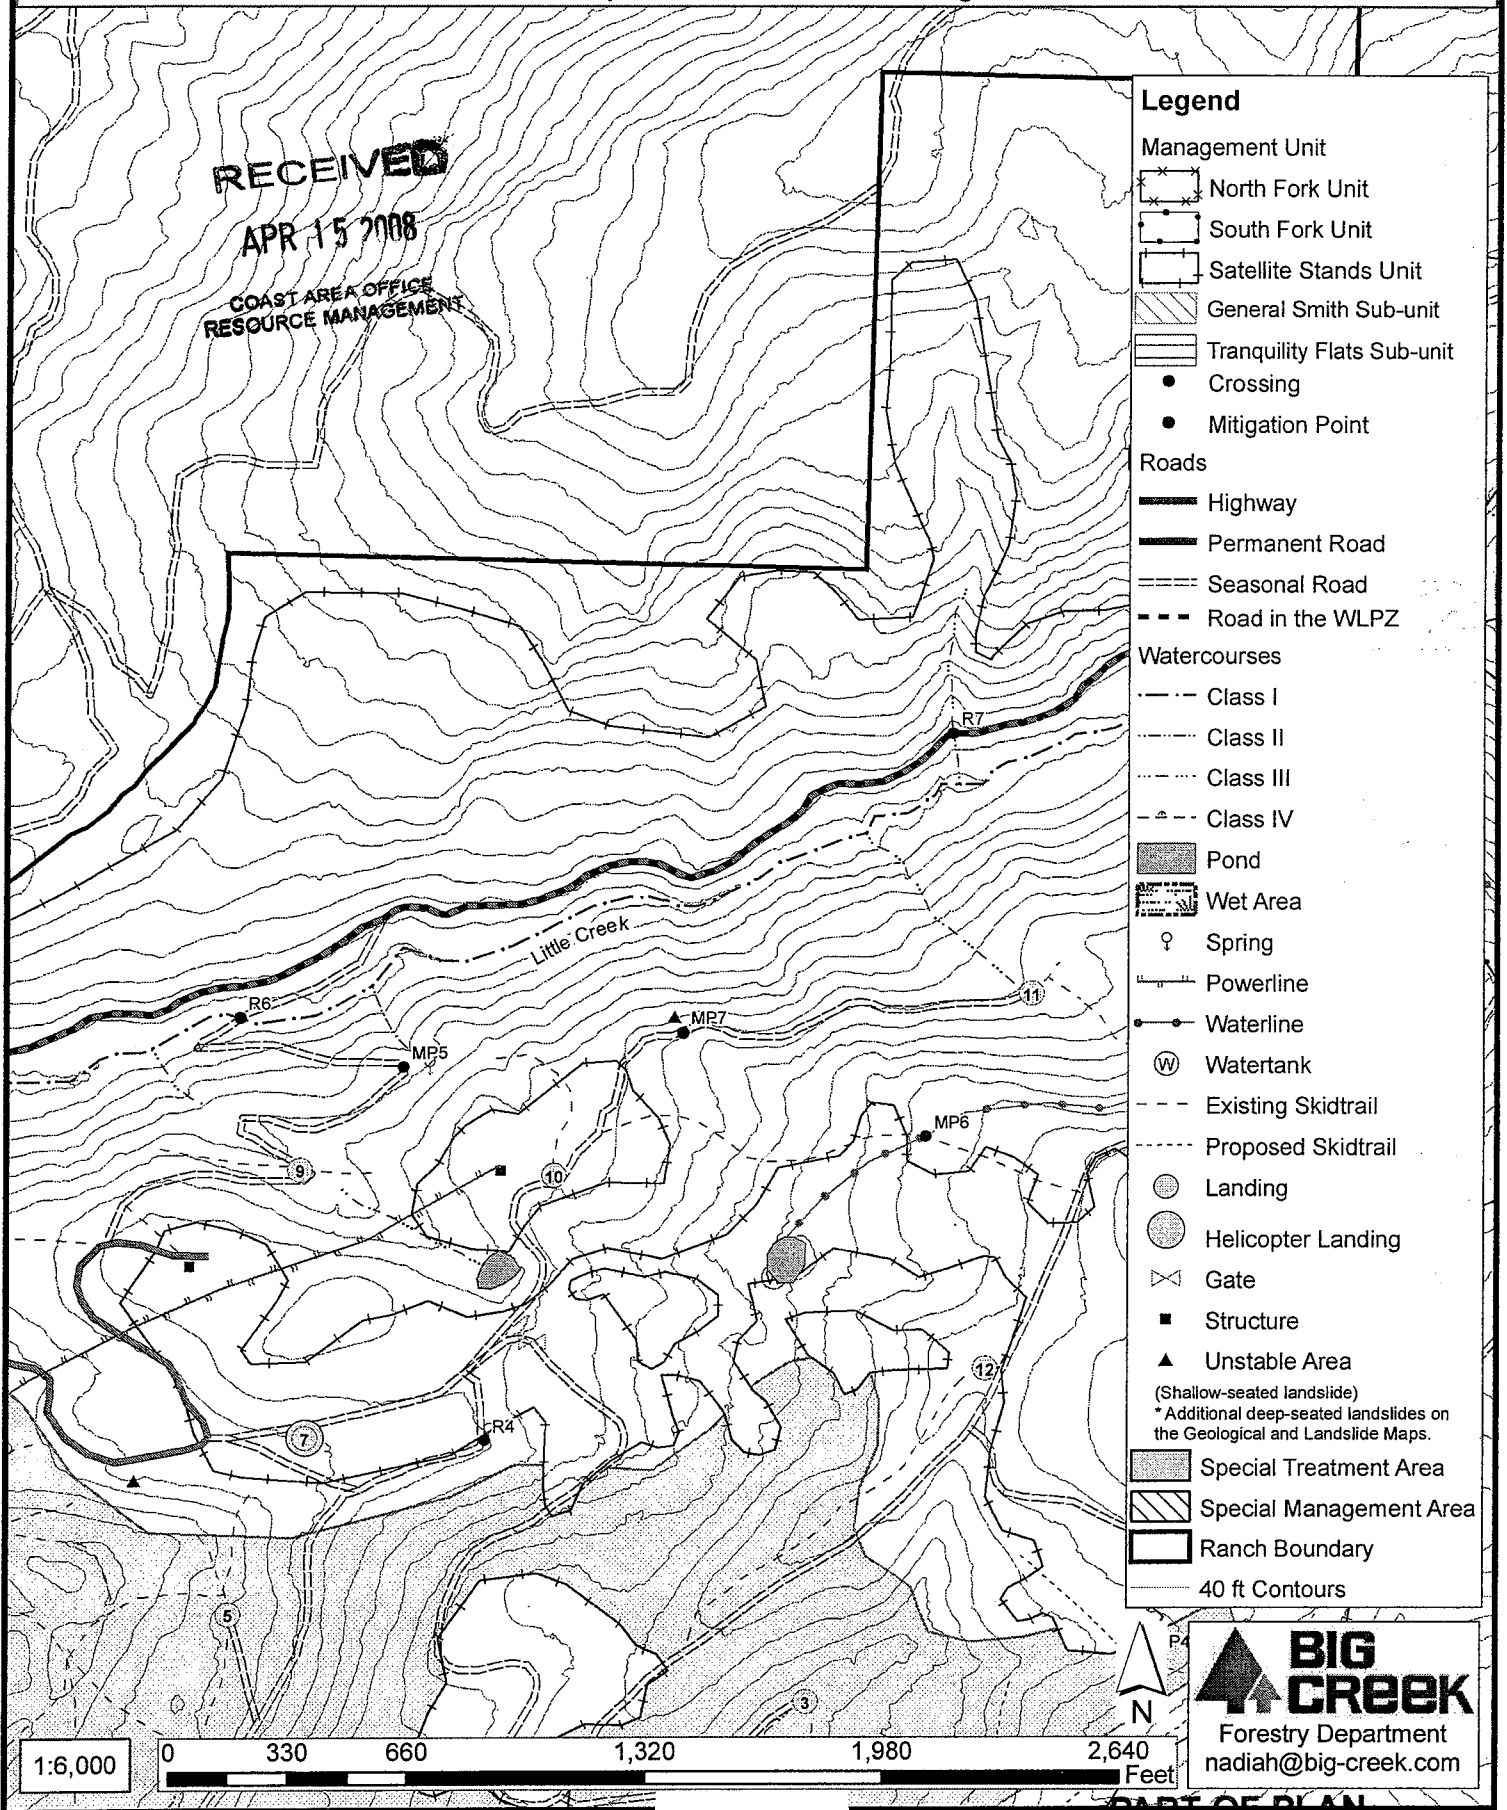 RECEIVED
APR 15 2008
COAST AREA OFFICE
RESOURCE MANAGEMENT
Legend
Management Unit
North Fork Unit
South Fork Unit
Satellite Stands Unit
General Smith Sub-unit
Tranquility Flats Sub-unit
Crossing
Mitigation Point
Roads
Highway
Permanent Road
Seasonal Road
Road in the WLPZ
Watercourses
Class I
Class II
Class III
Class IV
Pond
Wet Area
Spring
Powerline
Waterline
W Watertank
Existing Skidtrail
Proposed Skidtrail
Landing
Helicopter Landing
Gate
Structure
Unstable Area
(Shallow-seated landslide)
* Additional deep-seated landslides on
the Geological and Landslide Maps.
Special Treatment Area
Special Management Area
Ranch Boundary
40 ft Contours
R7
Little Creek
11
R6
MP7
MP5
MP6
9
10
12
7
R4
5
3
P4
N
BIG
CREEK
Forestry Department
nadiah@big-creek.com
1:6,000
0 330 660 1,320 1,980 2,640
Feet
PART OF PLAN